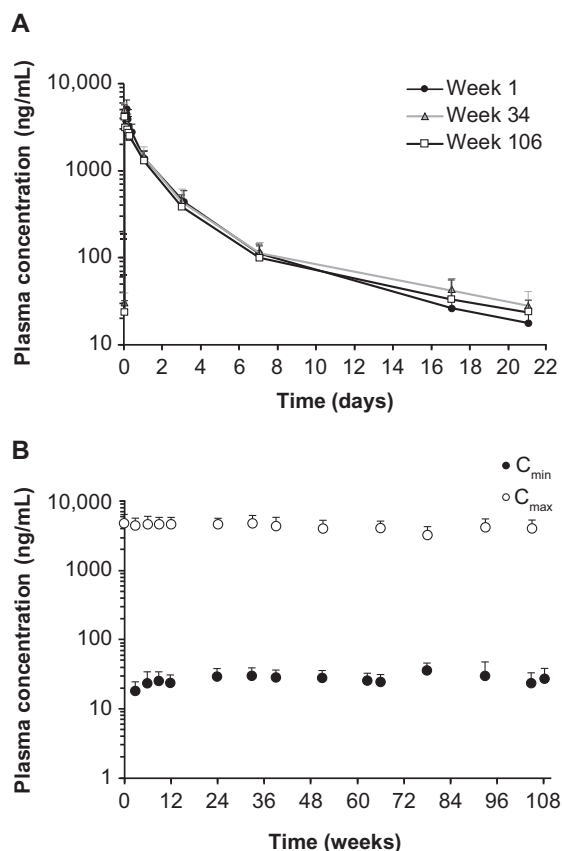 A
Plasma concentration (ng/mL)
10,000
1000
100
10
0 2 4 6 8 10 12 14 16 18 20 22
Time (days)
Week 1
Week 34
Week 106
B
Plasma concentration (ng/mL)
Cmin
Cmax
10,000
1000
100
10
1
0 12 24 36 48 60 72 84 96 108
Time (weeks)